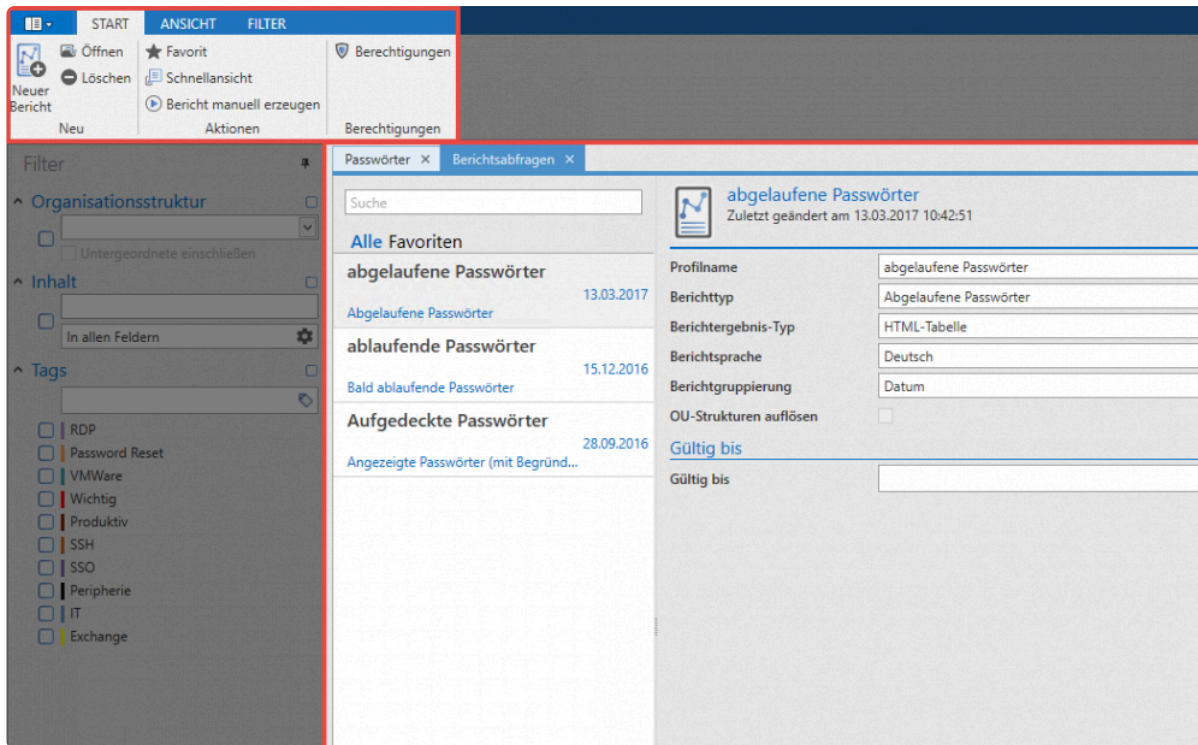 START ANSICHT FILTER
Neuer Bericht
Öffnen
Löschen
Neu
Favorit
Schnellansicht
Bericht manuell erzeugen
Aktionen
Berechtigungen
Berechtigungen
Filter
Organisationsstruktur
Untergeordnete einschließen
Inhalt
In allen Feldern
Tags
RDP
Password Reset
VMWare
Wichtig
Produktiv
SSH
SSO
Peripherie
IT
Exchange
Passwörter Berichtsabfragen
Suche
Alle Favoriten
abgelaufene Passwörter
13.03.2017
Abgelaufene Passwörter
ablaufende Passwörter
15.12.2016
Bald ablaufende Passwörter
Aufgedeckte Passwörter
28.09.2016
Angezeigte Passwörter (mit Begründ...
abgelaufene Passwörter
Zuletzt geändert am 13.03.2017 10:42:51
Profilname abgelaufene Passwörter
Berichttyp Abgelaufene Passwörter
Berichtergebnis-Typ HTML-Tabelle
Berichtsprache Deutsch
Berichtgruppierung Datum
OU-Strukturen auflösen
Gültig bis
Gültig bis